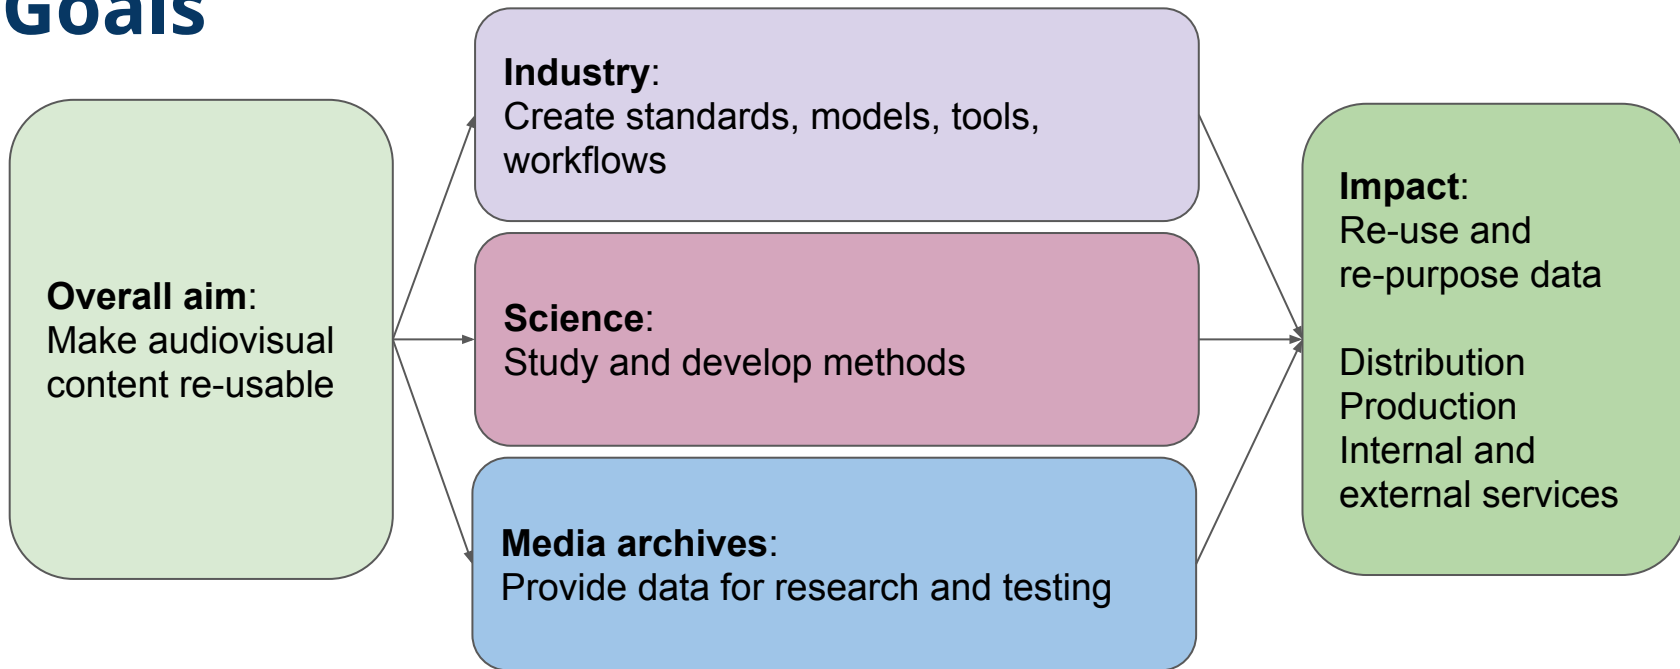 Goals
Overall aim:
Make audiovisual
content re-usable
Industry:
Create standards, models, tools,
workflows
Science:
Study and develop methods
Media archives:
Provide data for research and testing
Impact:
Re-use and
re-purpose data
Distribution
Production
Internal and
external services